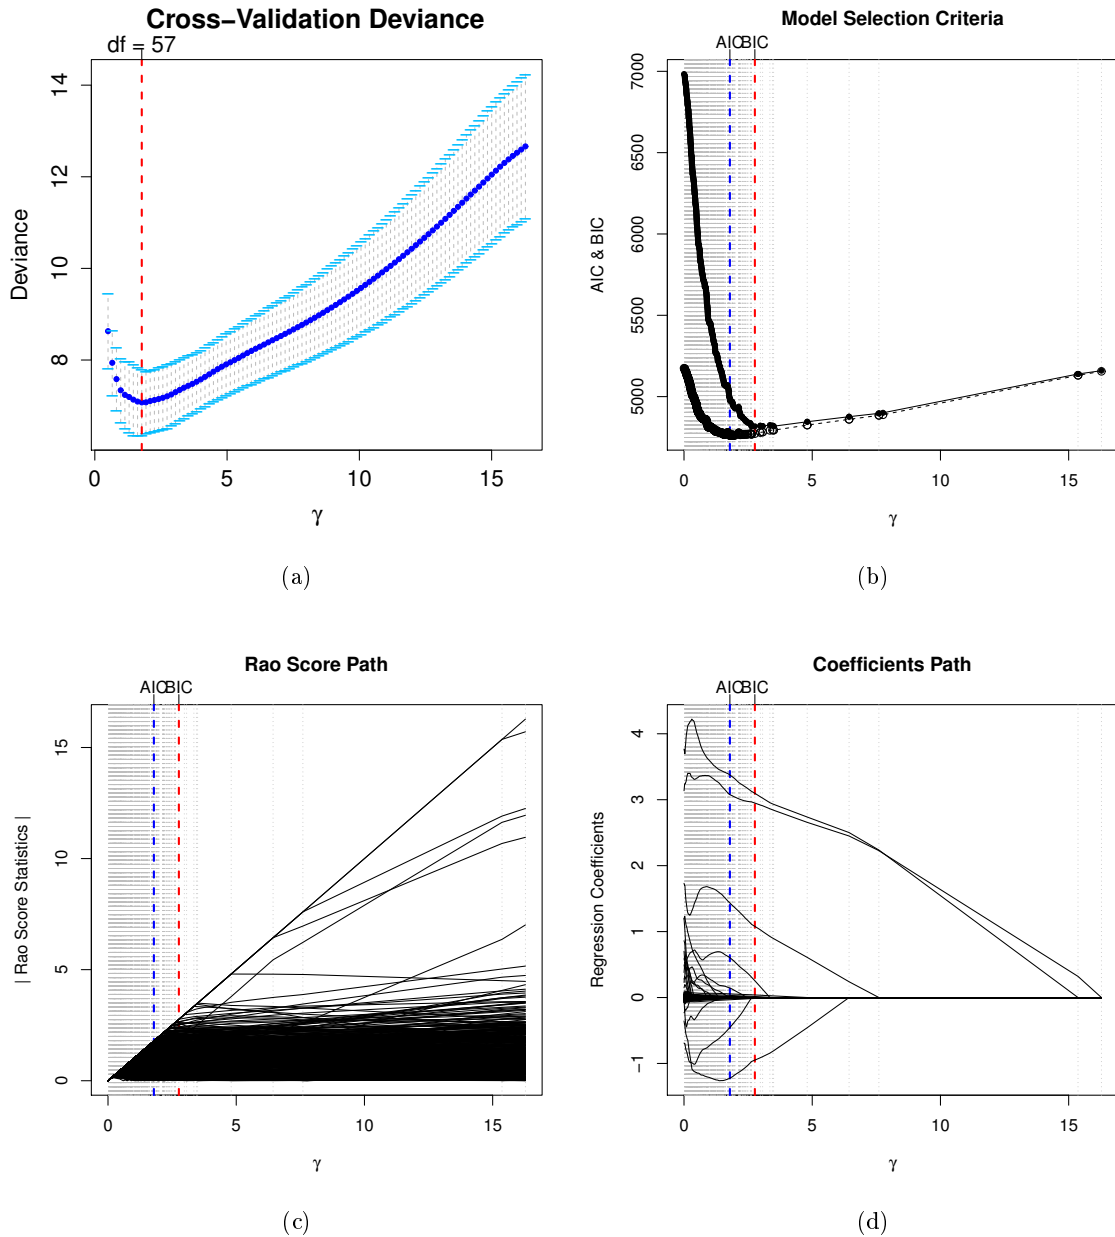 Cross−Validation Deviance
df = 57
Deviance
14
12
10
8
0 5 10 15
γ
(a)
Model Selection Criteria
AIC BIC
AIC & BIC
7000
6500
6000
5500
5000
0 5 10 15
γ
(b)
Rao Score Path
AIC BIC
| Rao Score Statistics |
15
10
5
0
0 5 10 15
γ
(c)
Coefficients Path
AIC BIC
Regression Coefficients
4
3
2
1
0
−1
0 5 10 15
γ
(d)